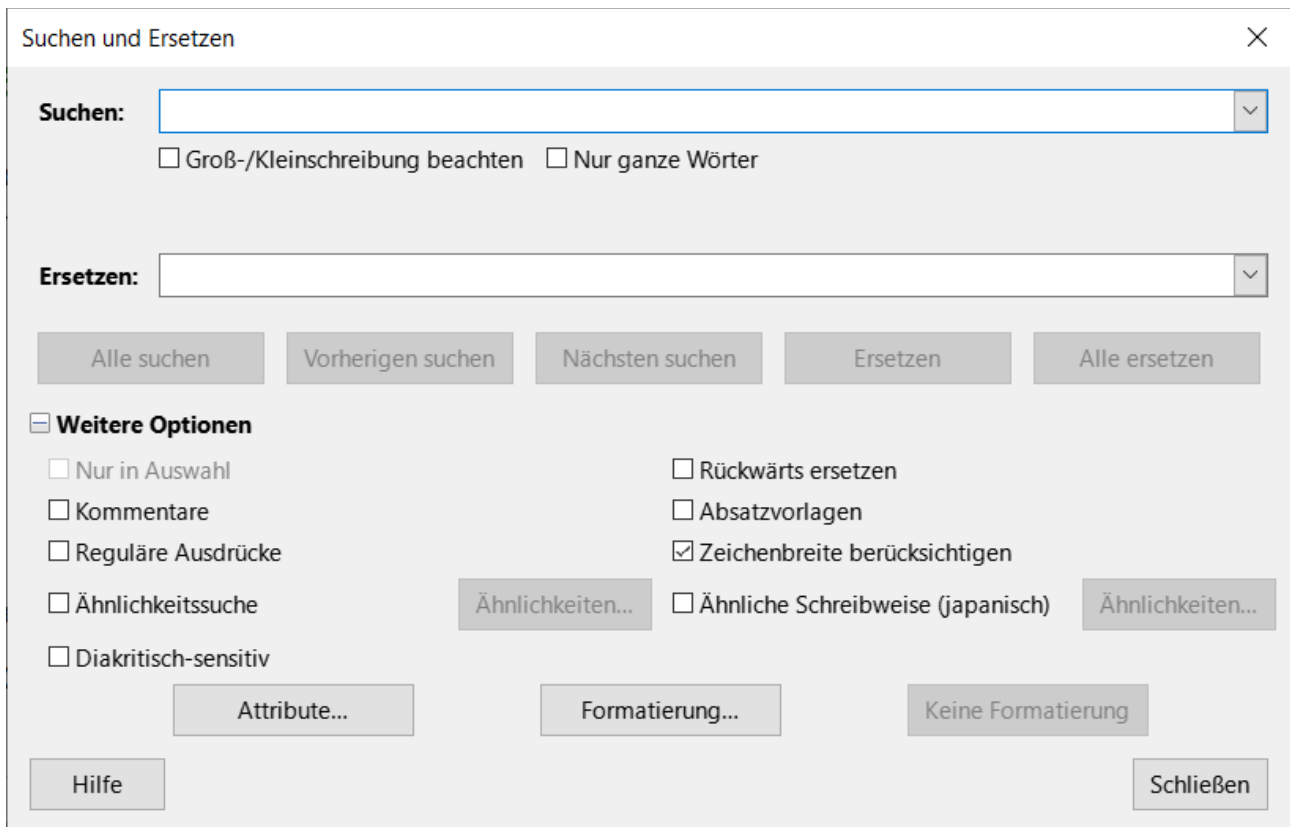 Suchen und Ersetzen
Suchen:
Groß-/Kleinschreibung beachten Nur ganze Wörter
Ersetzen:
Alle suchen Vorherigen suchen Nächsten suchen Ersetzen Alle ersetzen
Weitere Optionen
Nur in Auswahl Rückwärts ersetzen
Kommentare Absatzvorlagen
Reguläre Ausdrücke Zeichenbreite berücksichtigen
Ähnlichkeitssuche Ähnlichkeiten... Ähnliche Schreibweise (japanisch) Ähnlichkeiten...
Diakritisch-sensitiv
Attribute... Formatierung... Keine Formatierung
Hilfe Schließen